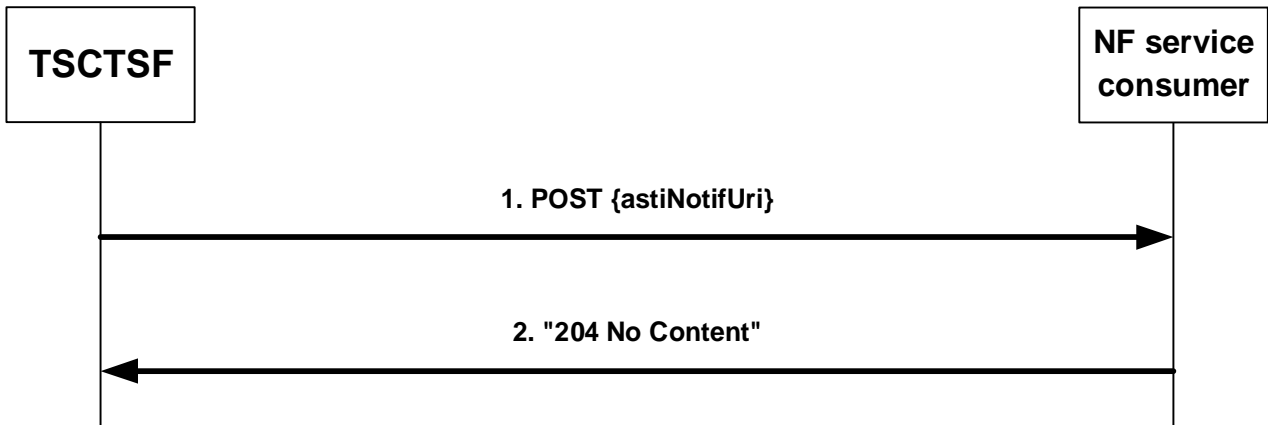 TSCTSF
NF service
consumer
1. POST {astiNotifUri}
2. "204 No Content"